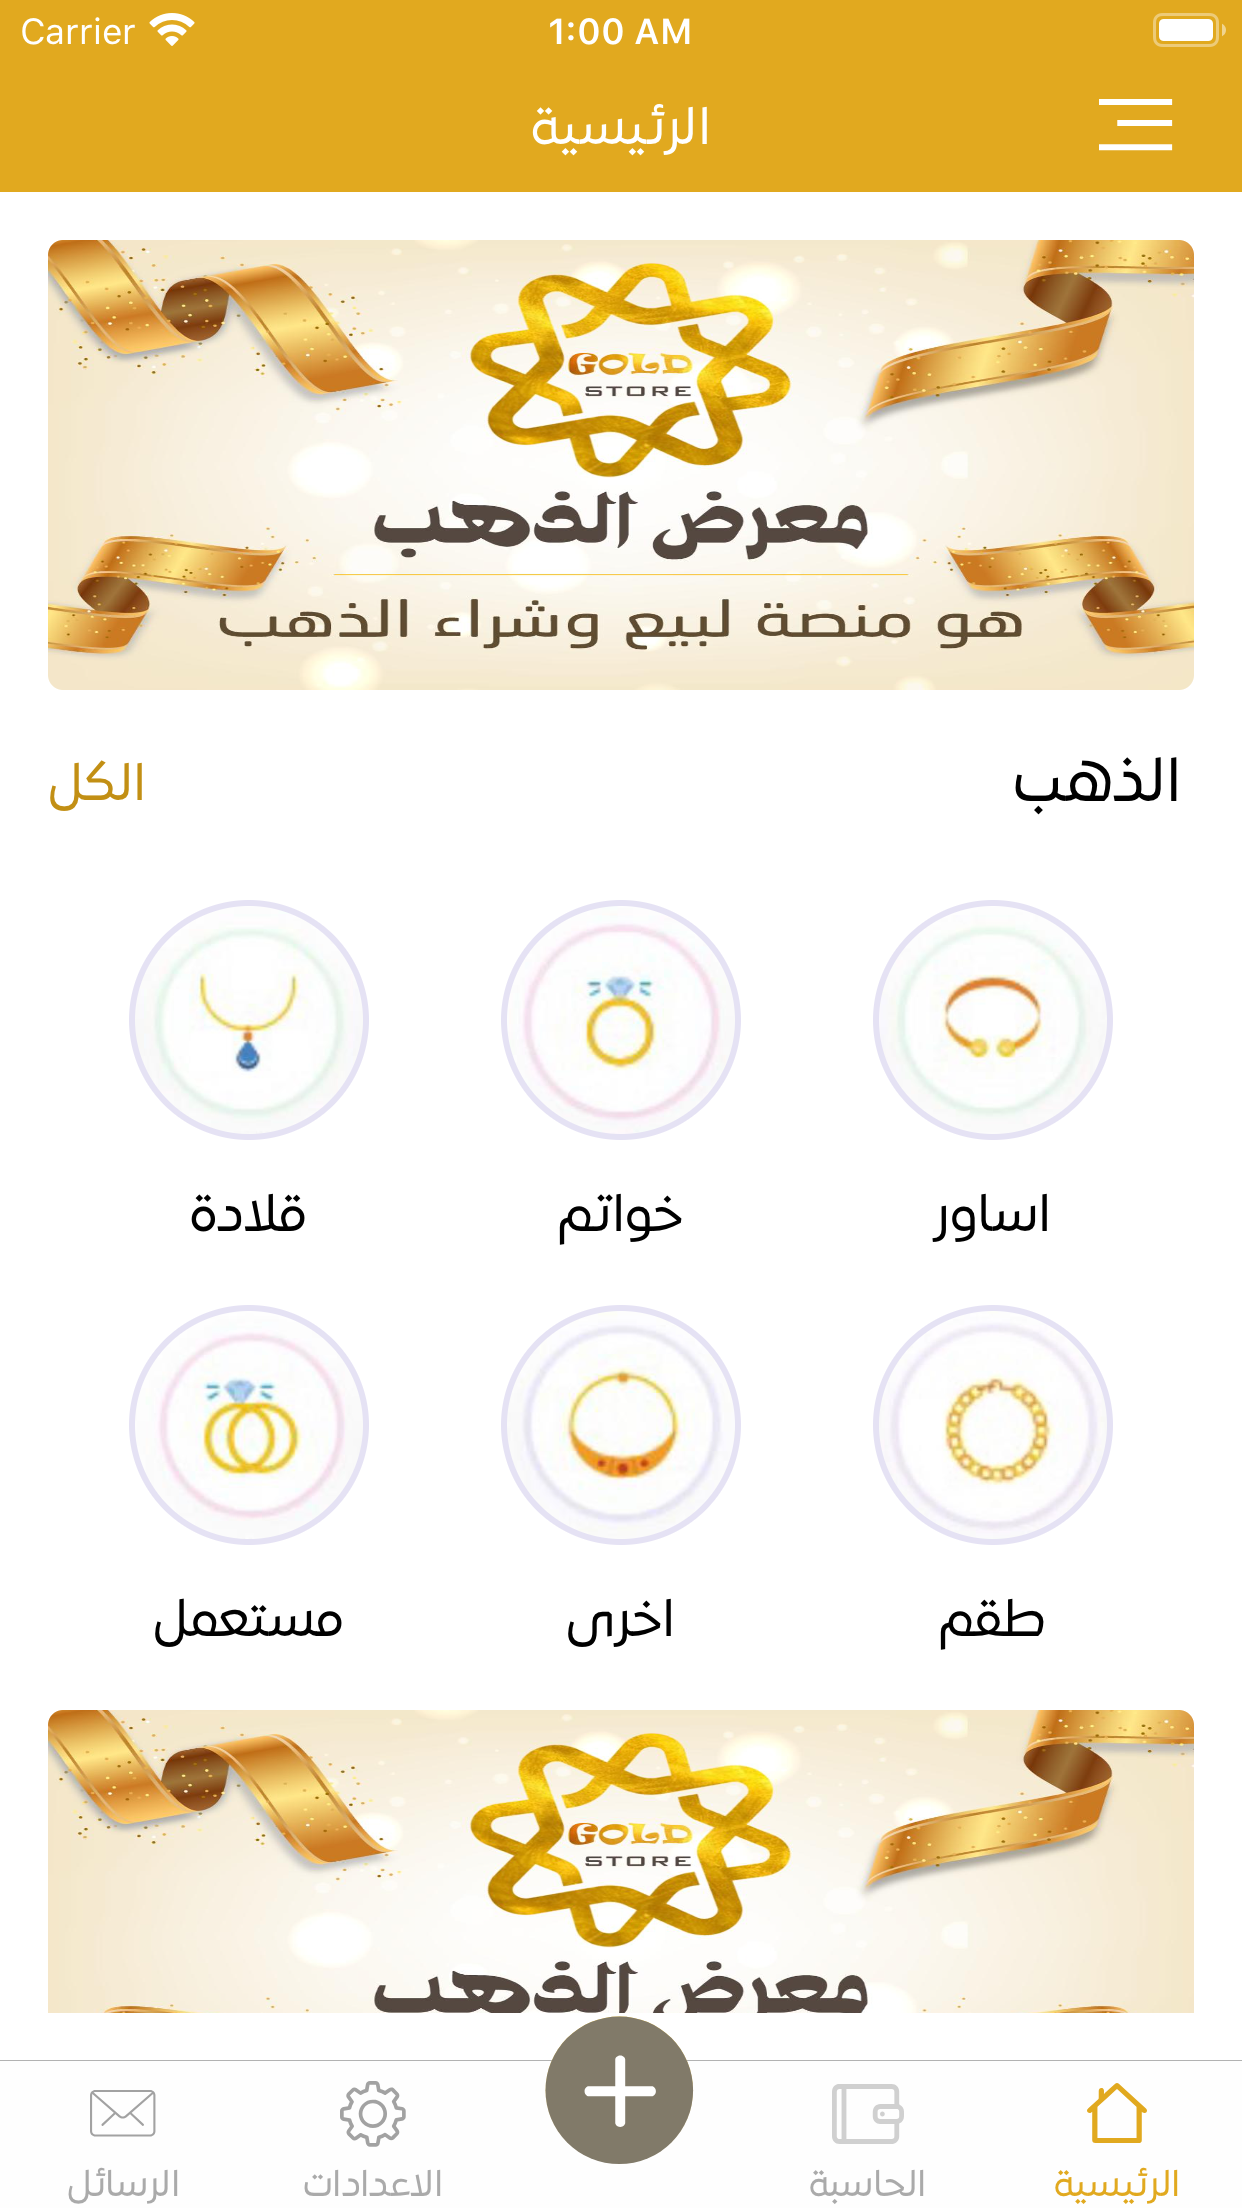 Carrier 1:00 AM
الرئيسية
GOLD
STORE
معرض الذهب
هو منصة لبيع وشراء الذهب
الذهب الكل
اساور خواتم قلادة
طقم اخرى مستعمل
GOLD
STORE
معرض الذهب
الرئيسية الحاسبة الاعدادات الرسائل